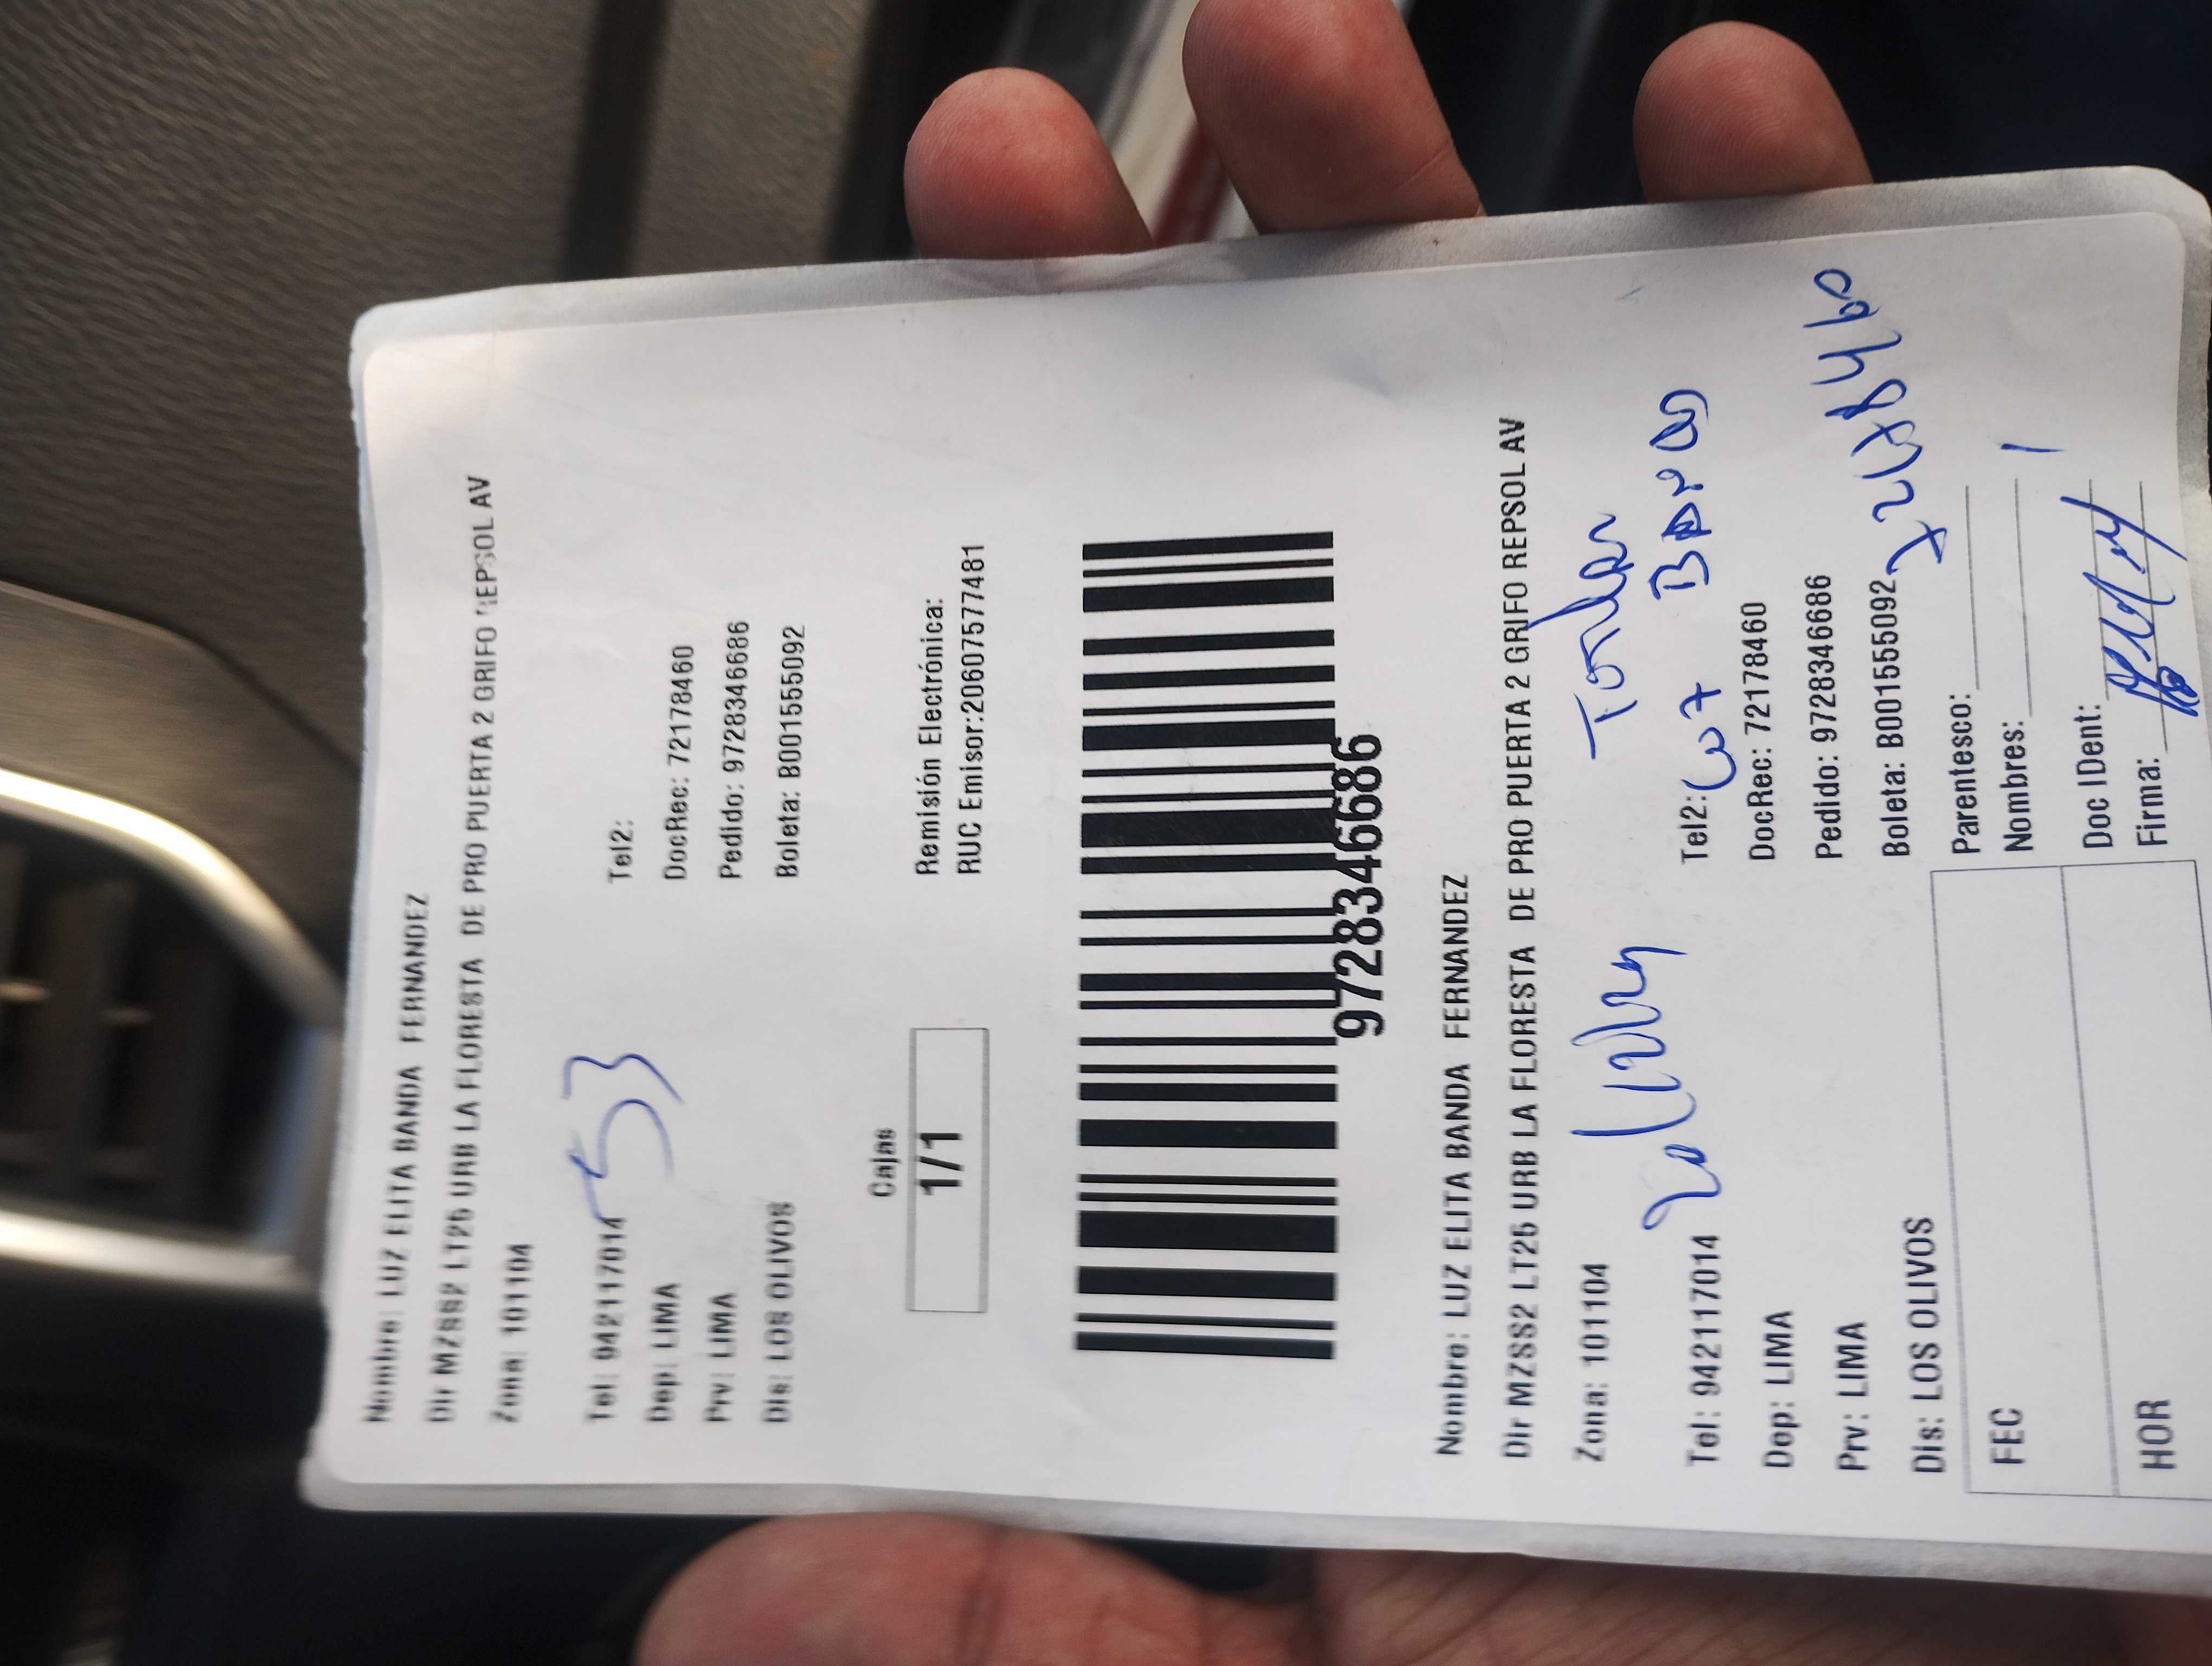 Nombre: LUZ ELITA BANDA FERNANDEZ
Dir MZSS2 LT25 URB LA FLORESTA DE PRO PUERTA 2 GRIFO REPSOL AV
Zona: 101104
53
Tel: 942117014 Tel2:
Dep: LIMA DocRec: 72178460
Prv: LIMA Pedido: 9728346686
Dis: LOS OLIVOS Boleta: B001555092
Cajas
1/1
Remisión Electrónica:
RUC Emisor:20607577481
9728346686
Nombre: LUZ ELITA BANDA FERNANDEZ
Dir MZSS2 LT25 URB LA FLORESTA DE PRO PUERTA 2 GRIFO REPSOL AV
Zona: 101104
Tel: 942117014 Tel2:
Dep: LIMA DocRec: 72178460
Prv: LIMA Pedido: 9728346686
Dis: LOS OLIVOS Boleta: B001555092
72178460
FEC Parentesco:
Nombres:
HOR Doc IDent:
Firma: